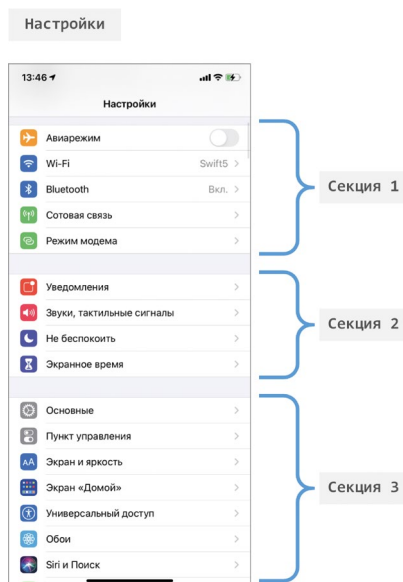 Настройки
13:46
Настройки
Авиарежим
Wi-Fi Swift5
Bluetooth Вкл.
Сотовая связь
Режим модема
Секция 1
Уведомления
Звуки, тактильные сигналы
Не беспокоить
Экранное время
Секция 2
Основные
Пункт управления
AA Экран и яркость
Экран «Домой»
Универсальный доступ
Обои
Siri и Поиск
Секция 3